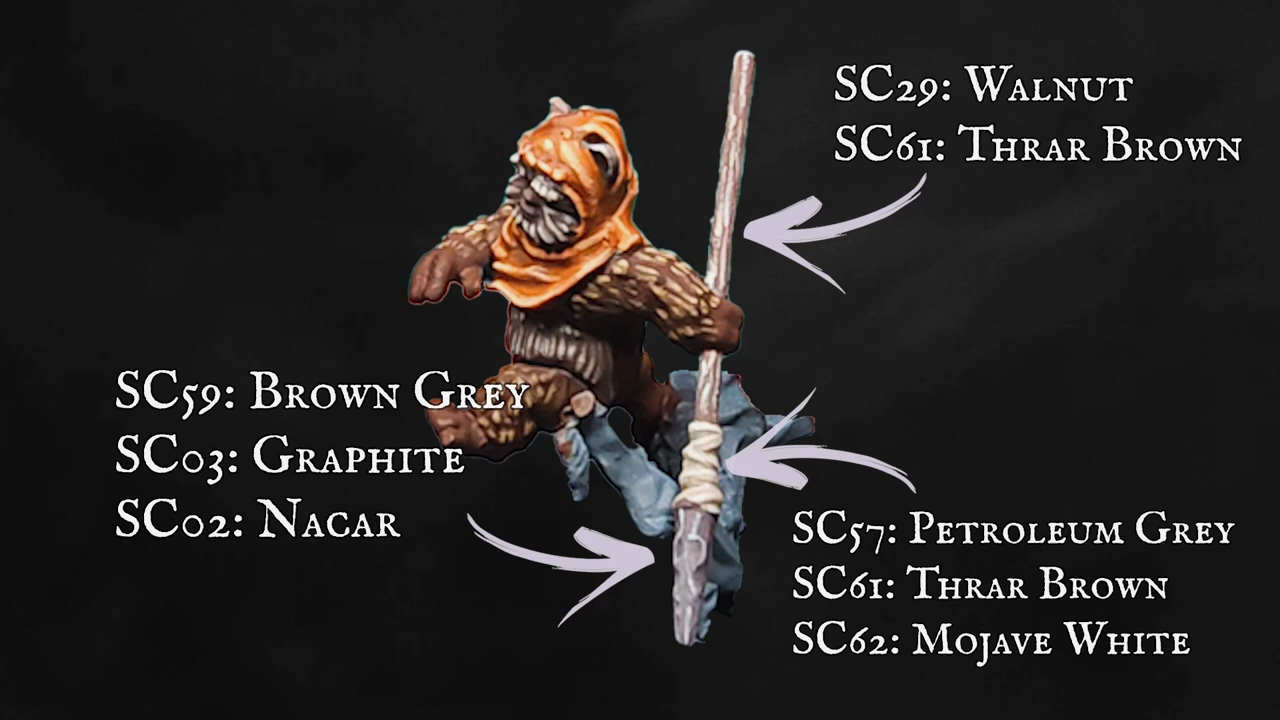 SC29: Walnut
SC61: Thrar Brown
SC59: Brown Grey
SC03: Graphite
SC02: Nacar
SC57: Petroleum Grey
SC61: Thrar Brown
SC62: Mojave White